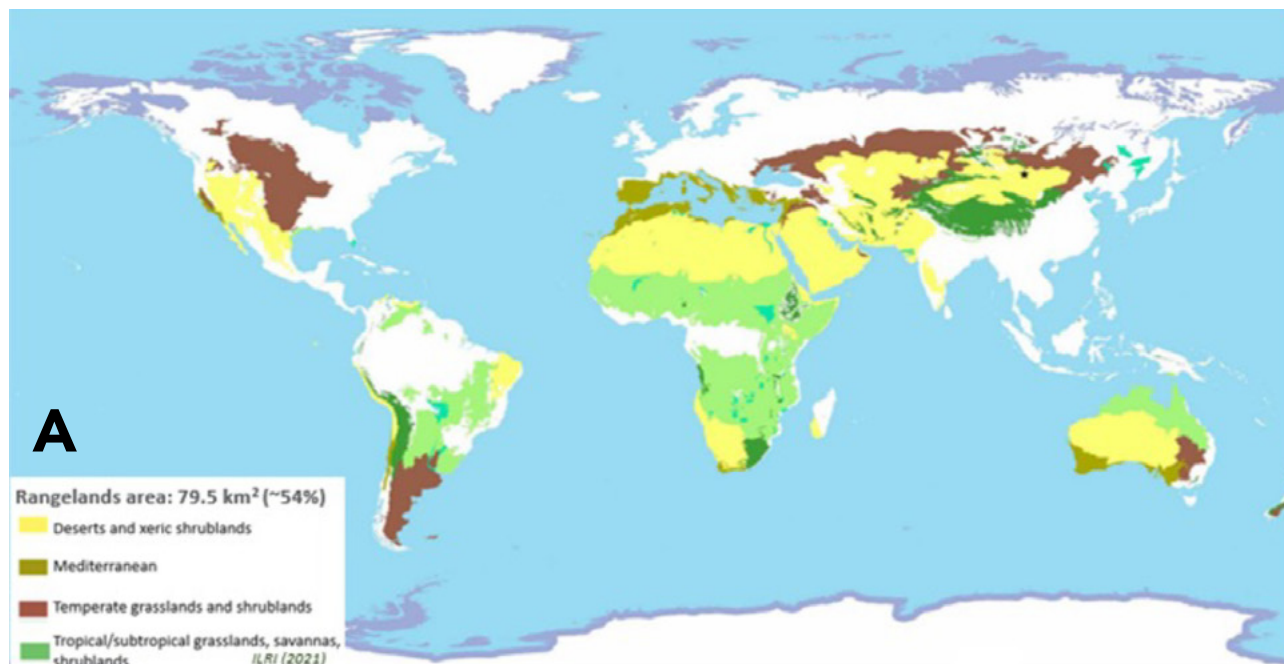 A
Rangelands area: 79.5 km² (~54%)
Deserts and xeric shrublands
Mediterranean
Temperate grasslands and shrublands
Tropical/subtropical grasslands, savannas,
shrublands
ILRI (2021)